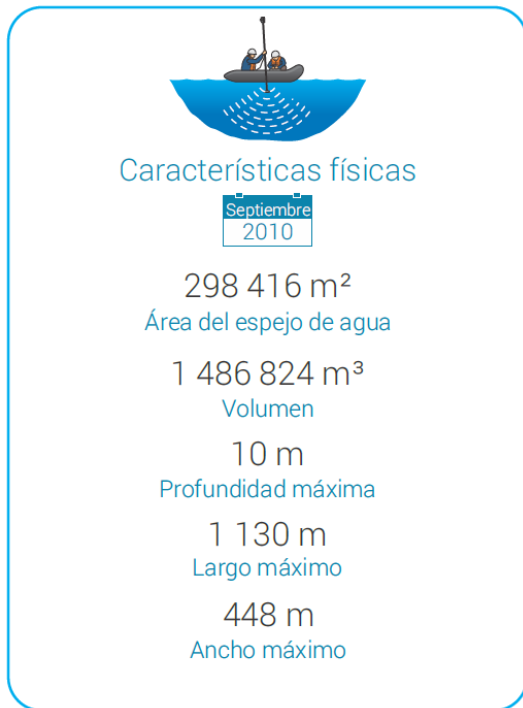 Características físicas
Septiembre
2010
298 416 m²
Área del espejo de agua
1 486 824 m³
Volumen
10 m
Profundidad máxima
1 130 m
Largo máximo
448 m
Ancho máximo